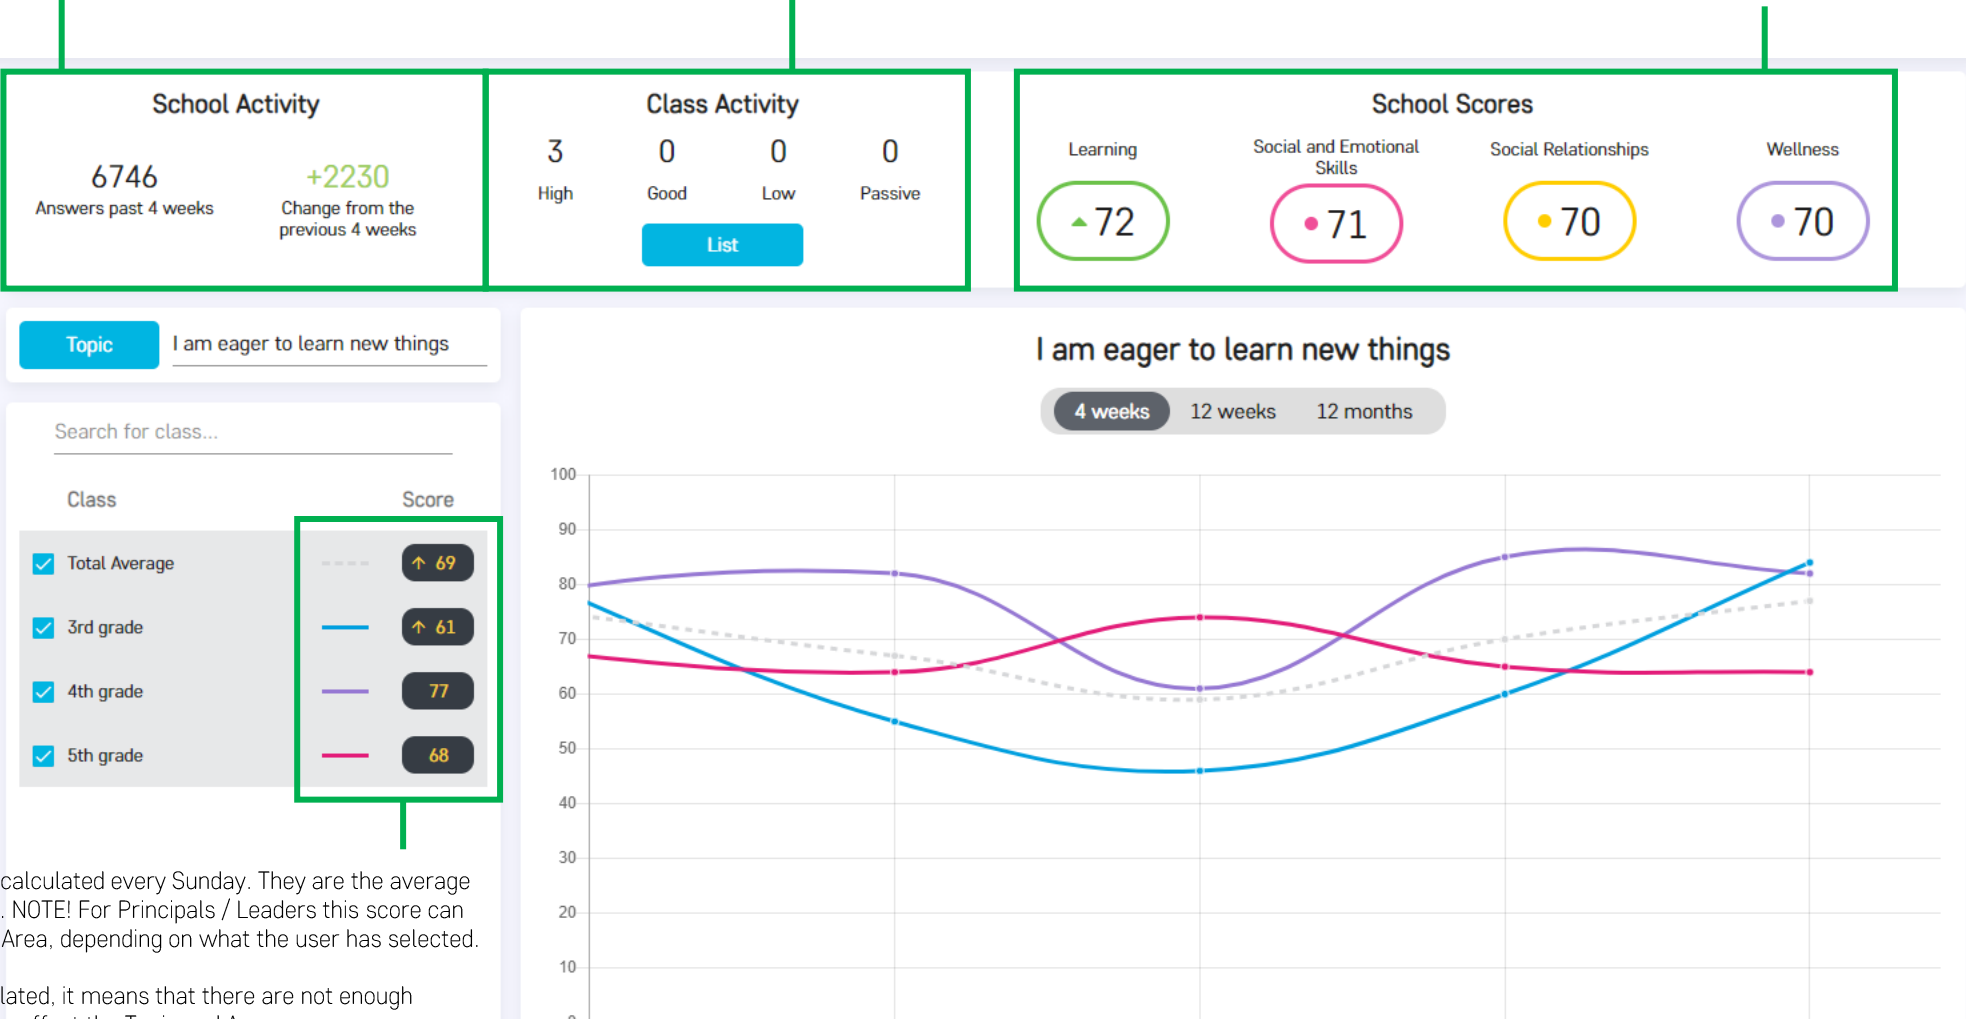 School Activity
6746
Answers past 4 weeks
+2230
Change from the
previous 4 weeks
Class Activity
3
High
0
Good
0
Low
0
Passive
List
School Scores
Learning
72
Social and Emotional
Skills
71
Social Relationships
70
Wellness
70
Topic
I am eager to learn new things
Search for class...
Class Score
Total Average 69
3rd grade 61
4th grade 77
5th grade 68
calculated every Sunday. They are the average
. NOTE! For Principals / Leaders this score can
Area, depending on what the user has selected.
lated, it means that there are not enough
I am eager to learn new things
4 weeks 12 weeks 12 months
100
90
80
70
60
50
40
30
20
10